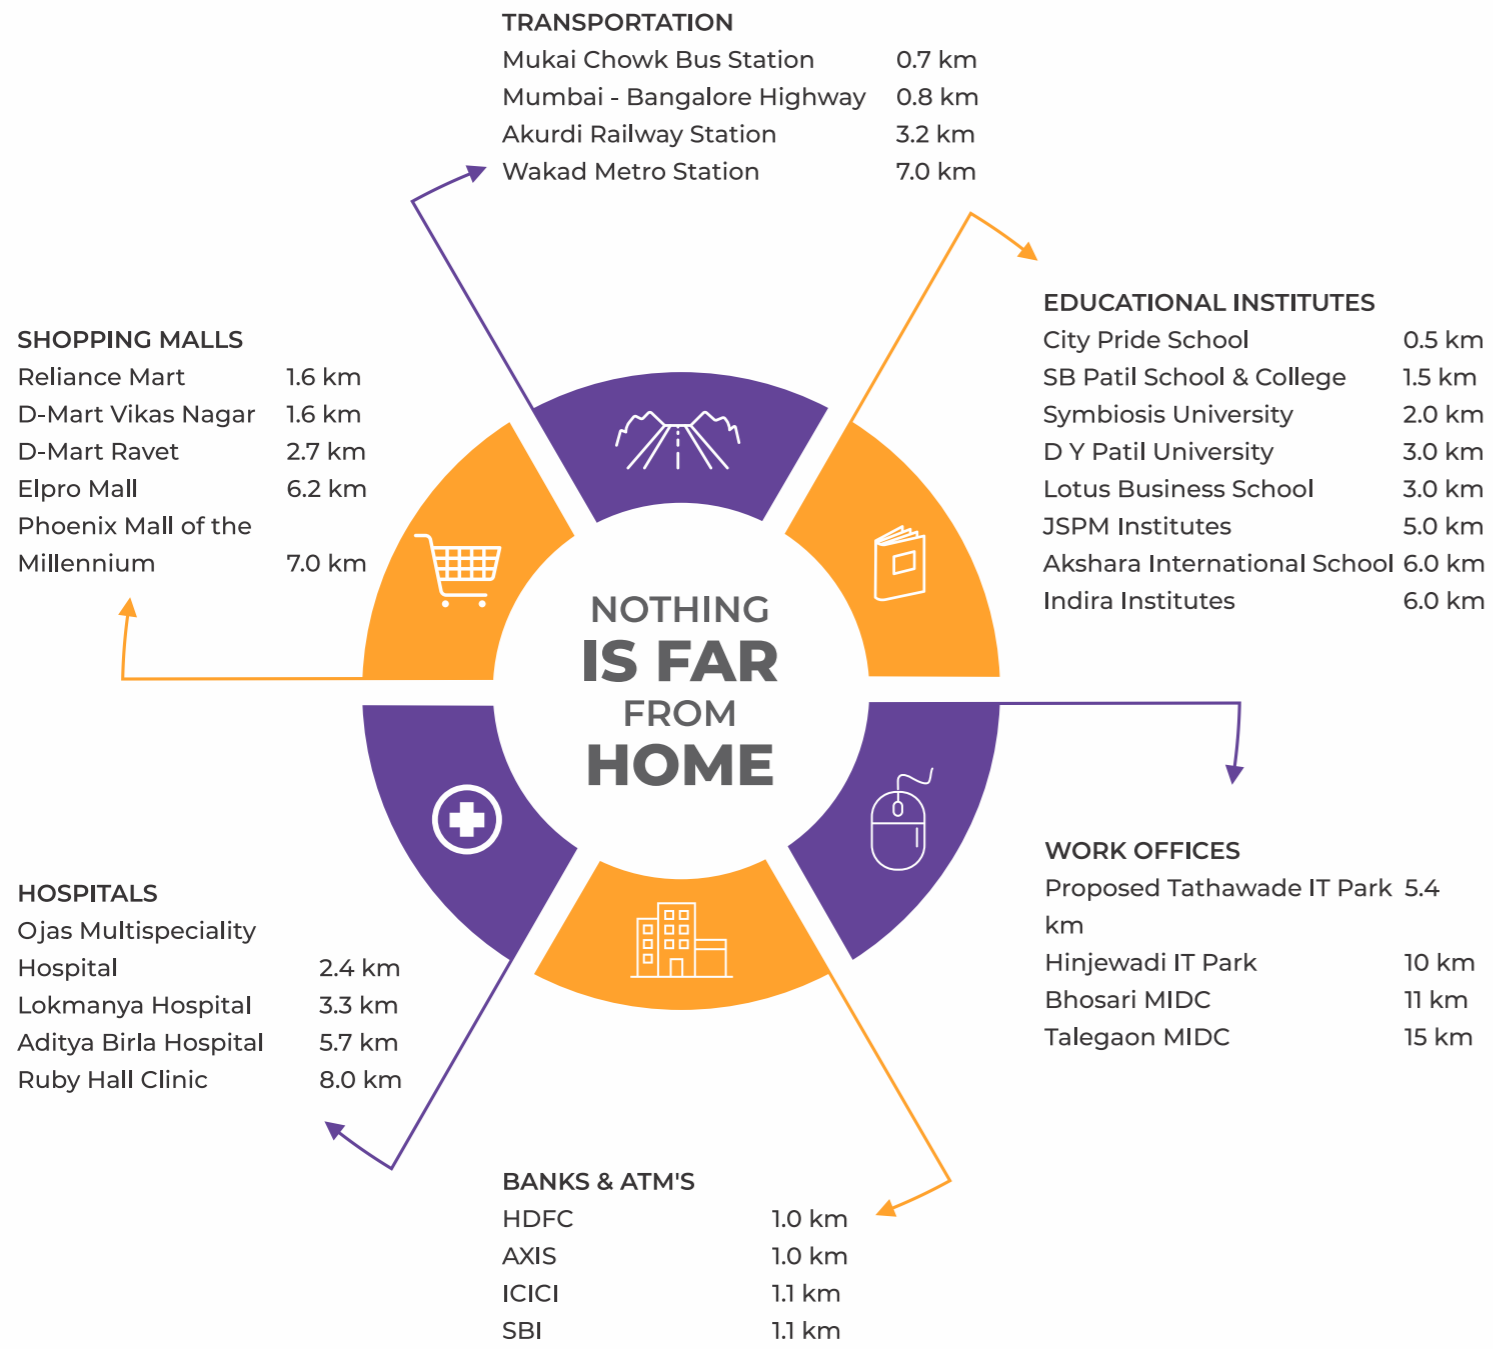 TRANSPORTATION
Mukai Chowk Bus Station 0.7 km
Mumbai - Bangalore Highway 0.8 km
Akurdi Railway Station 3.2 km
Wakad Metro Station 7.0 km
EDUCATIONAL INSTITUTES
City Pride School 0.5 km
SB Patil School & College 1.5 km
Symbiosis University 2.0 km
D Y Patil University 3.0 km
Lotus Business School 3.0 km
JSPM Institutes 5.0 km
Akshara International School 6.0 km
Indira Institutes 6.0 km
SHOPPING MALLS
Reliance Mart 1.6 km
D-Mart Vikas Nagar 1.6 km
D-Mart Ravet 2.7 km
Elpro Mall 6.2 km
Phoenix Mall of the
Millennium 7.0 km
NOTHING
IS FAR
FROM
HOME
WORK OFFICES
Proposed Tathawade IT Park 5.4
km
Hinjewadi IT Park 10 km
Bhosari MIDC 11 km
Talegaon MIDC 15 km
HOSPITALS
Ojas Multispeciality
Hospital 2.4 km
Lokmanya Hospital 3.3 km
Aditya Birla Hospital 5.7 km
Ruby Hall Clinic 8.0 km
BANKS & ATM'S
HDFC 1.0 km
AXIS 1.0 km
ICICI 1.1 km
SBI 1.1 km